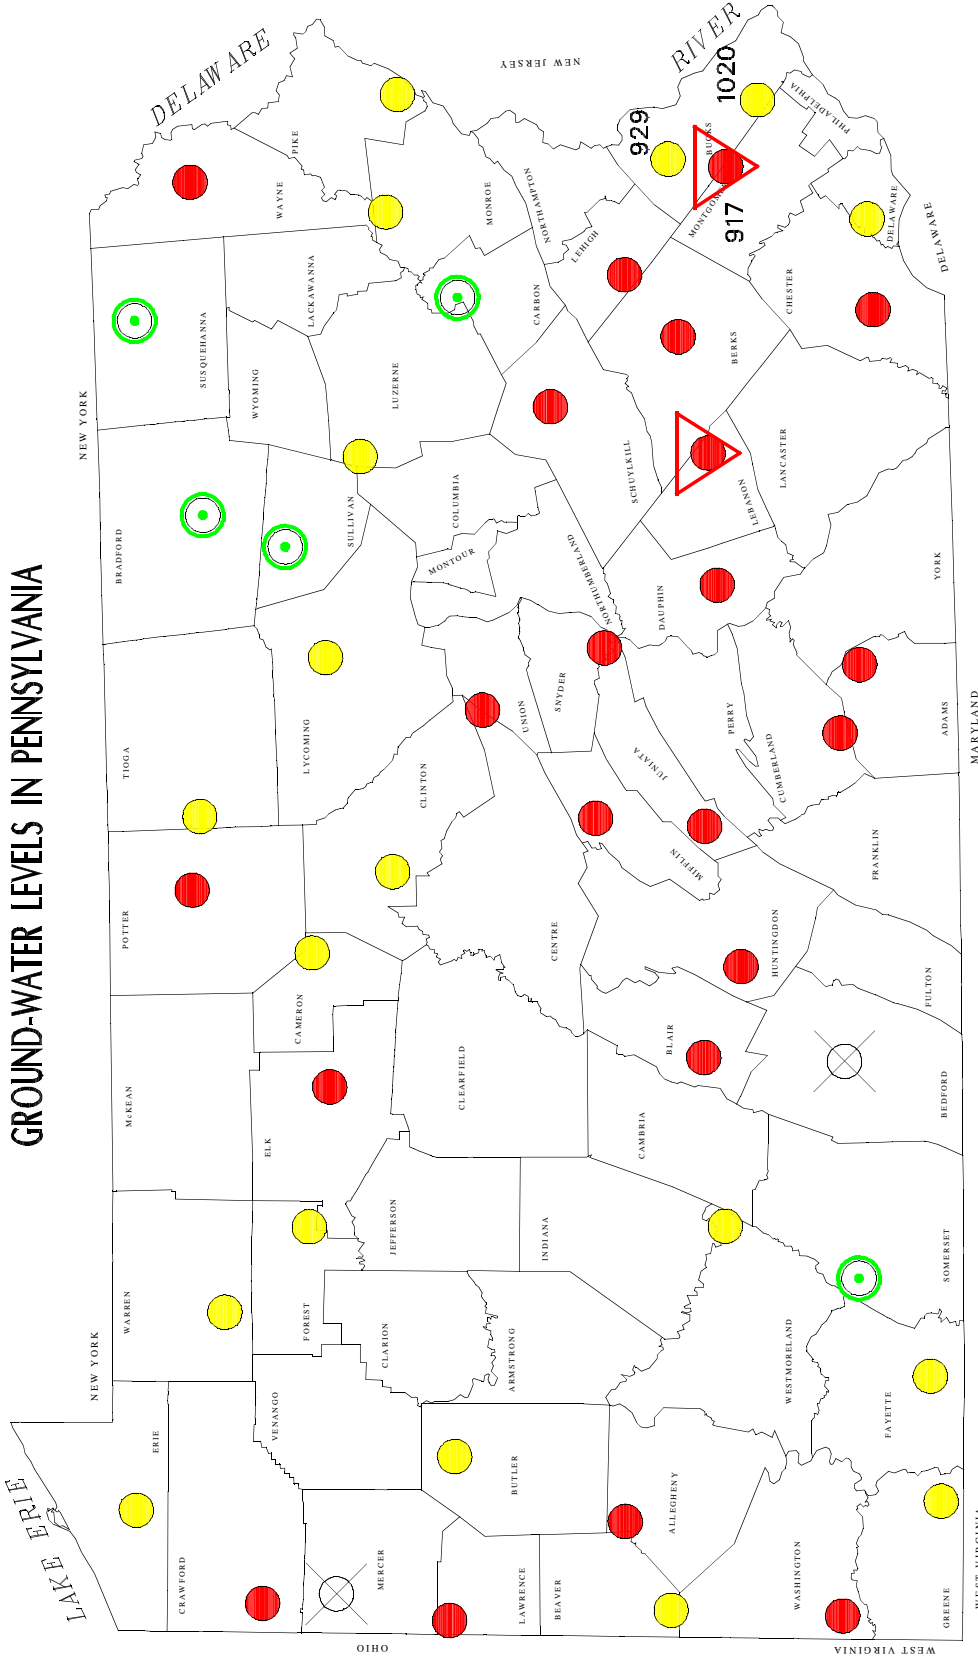 GROUND-WATER LEVELS IN PENNSYLVANIA
LAKE ERIE
NEW YORK
NEW YORK
DELAWARE
RIVER
NEW JERSEY
ERIE
CRAWFORD
WARREN
McKEAN
POTTER
TIOGA
BRADFORD
SUSQUEHANNA
WAYNE
PIKE
MERCER
VENANGO
FOREST
ELK
CAMERON
LYCOMING
SULLIVAN
WYOMING
LACKAWANNA
LUZERNE
MONROE
CLARION
JEFFERSON
CLEARFIELD
CLINTON
MONTOUR
COLUMBIA
CARBON
NORTHAMPTON
LEHIGH
LAWRENCE
BEAVER
BUTLER
ARMSTRONG
INDIANA
CENTRE
UNION
SNYDER
NORTHUMBERLAND
SCHUYLKILL
BERKS
MONTGOMERY
BUCKS
929
1020
917
PHILADELPHIA
ALLEGHENY
WESTMORELAND
CAMBRIA
BLAIR
HUNTINGDON
MIFFLIN
JUNIATA
PERRY
CUMBERLAND
DAUPHIN
LEBANON
LANCASTER
CHESTER
DELAWARE
DELAWARE
WASHINGTON
GREENE
FAYETTE
SOMERSET
BEDFORD
FULTON
FRANKLIN
ADAMS
YORK
OHIO
WEST VIRGINIA
WEST VIRGINIA
MARYLAND